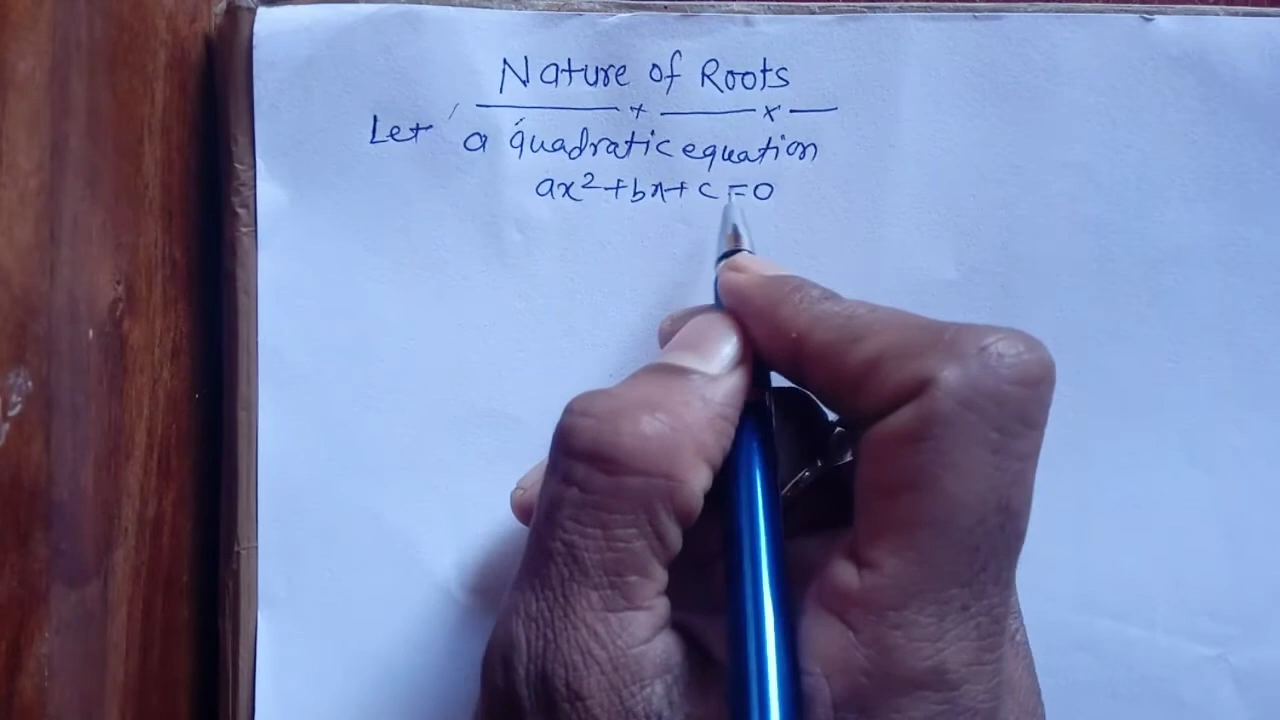 Nature of Roots
Let a quadratic equation
ax²+bx+c=0